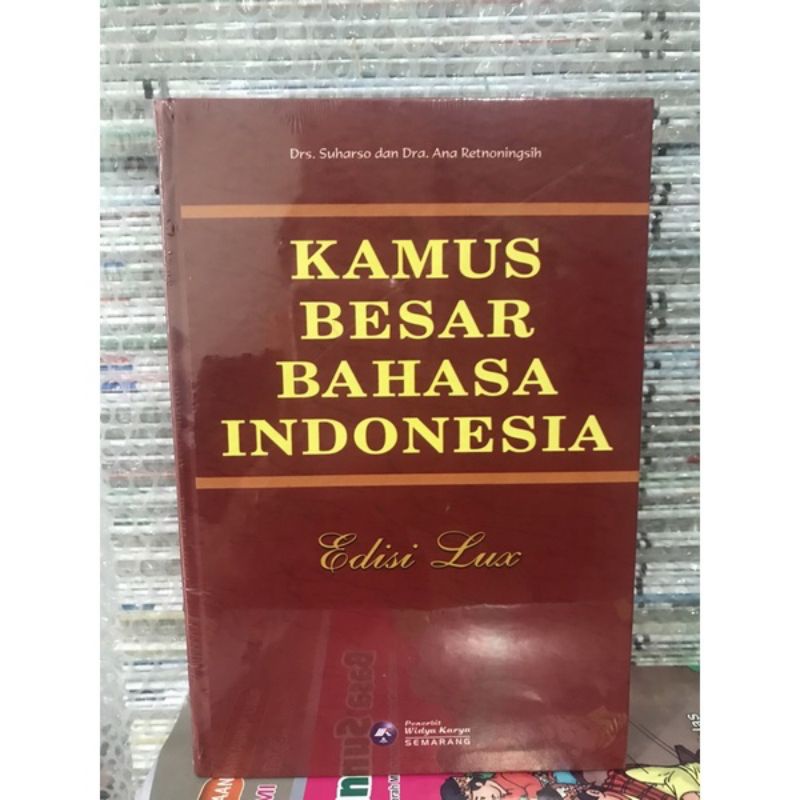 Drs. Suharso dan Dra. Ana Retnoningsih
KAMUS
BESAR
BAHASA
INDONESIA
Edisi Lux
Penerbit
Widya Karya
SEMARANG